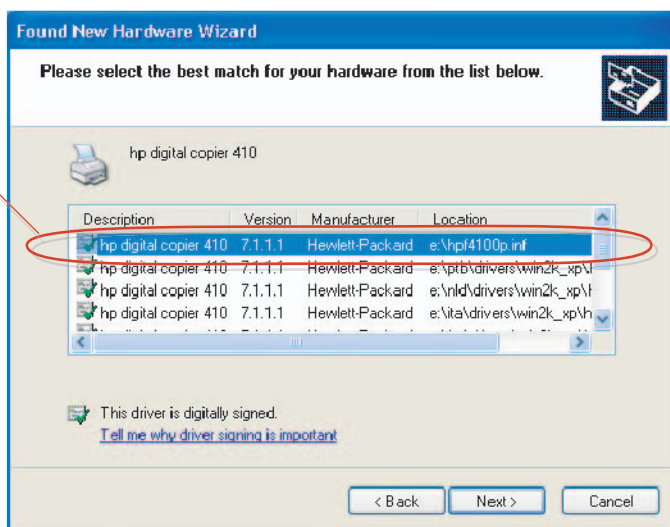 Found New Hardware Wizard
Please select the best match for your hardware from the list below.
hp digital copier 410
Description Version Manufacturer Location
hp digital copier 410 7.1.1.1 Hewlett-Packard e:\hpf4100p.inf
hp digital copier 410 7.1.1.1 Hewlett-Packard e:\ptb\drivers\win2k_xp\h
hp digital copier 410 7.1.1.1 Hewlett-Packard e:\nld\drivers\win2k_xp\h
hp digital copier 410 7.1.1.1 Hewlett-Packard e:\ita\drivers\win2k_xp\h
This driver is digitally signed.
Tell me why driver signing is important
< Back Next > Cancel